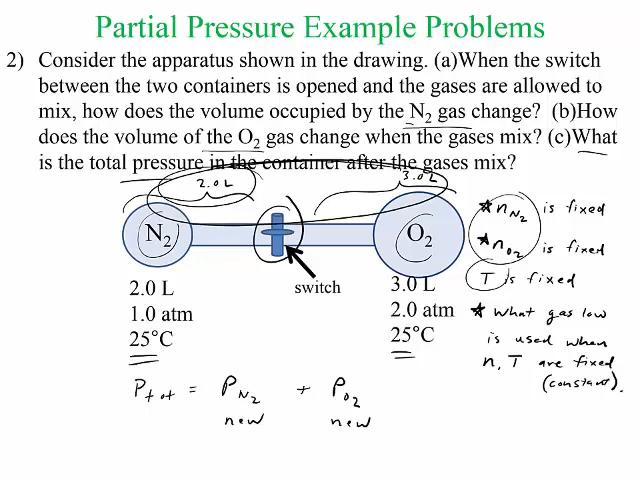 Partial Pressure Example Problems
2) Consider the apparatus shown in the drawing. (a)When the switch
between the two containers is opened and the gases are allowed to
mix, how does the volume occupied by the N₂ gas change? (b)How
does the volume of the O₂ gas change when the gases mix? (c)What
is the total pressure in the container after the gases mix?
2.0 L
3.0 L
N₂
O₂
switch
2.0 L
1.0 atm
25°C
3.0 L
2.0 atm
25°C
★ n N₂ is fixed
★ n O₂ is fixed
T is fixed
★ What gas law
is used when
n, T are fixed
(constant).
P tot = P N₂ + P O₂
new new